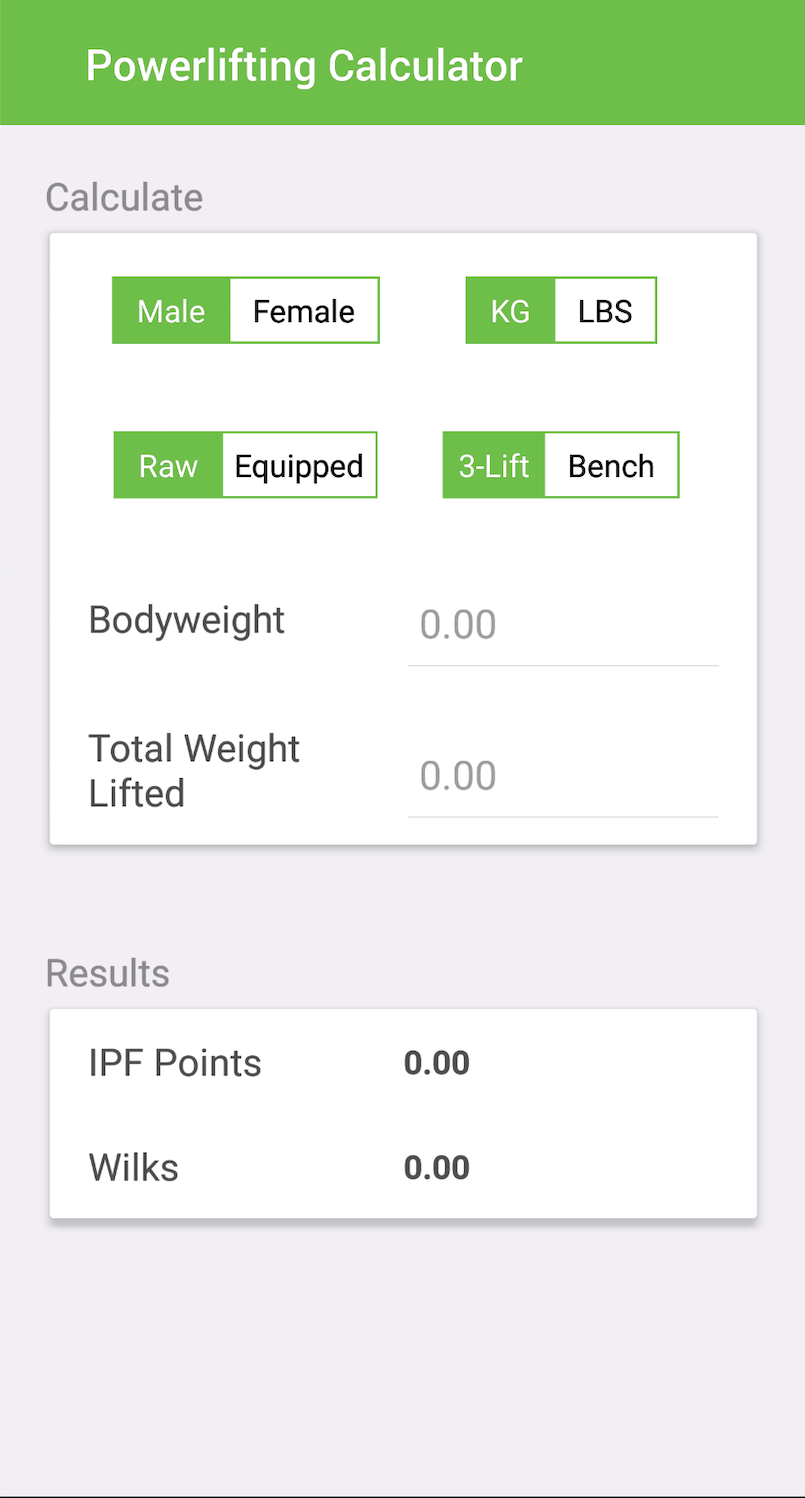 Powerlifting Calculator
Calculate
Male Female KG LBS
Raw Equipped 3-Lift Bench
Bodyweight 0.00
Total Weight
Lifted 0.00
Results
IPF Points 0.00
Wilks 0.00